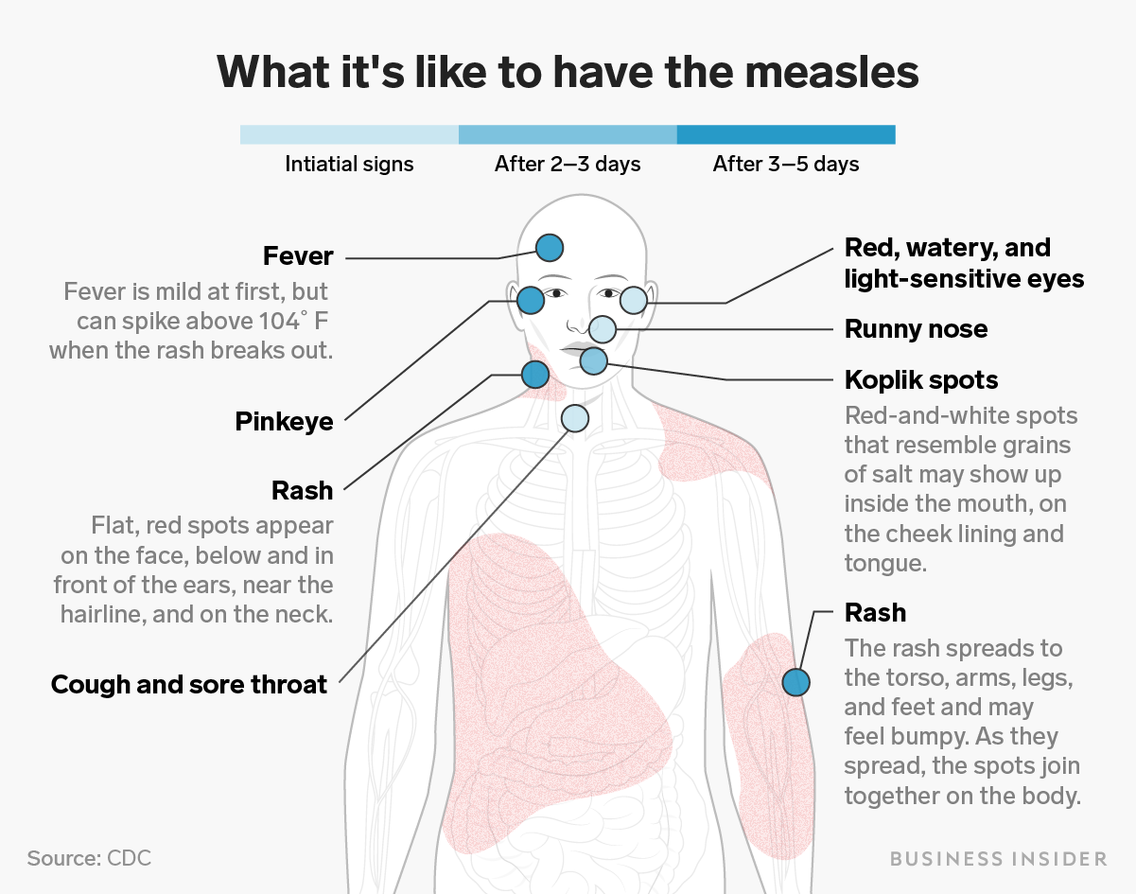 What it's like to have the measles
Intiatial signs
After 2–3 days
After 3–5 days
Fever
Fever is mild at first, but
can spike above 104° F
when the rash breaks out.
Pinkeye
Rash
Flat, red spots appear
on the face, below and in
front of the ears, near the
hairline, and on the neck.
Cough and sore throat
Red, watery, and
light-sensitive eyes
Runny nose
Koplik spots
Red-and-white spots
that resemble grains
of salt may show up
inside the mouth, on
the cheek lining and
tongue.
Rash
The rash spreads to
the torso, arms, legs,
and feet and may
feel bumpy. As they
spread, the spots join
together on the body.
Source: CDC
BUSINESS INSIDER